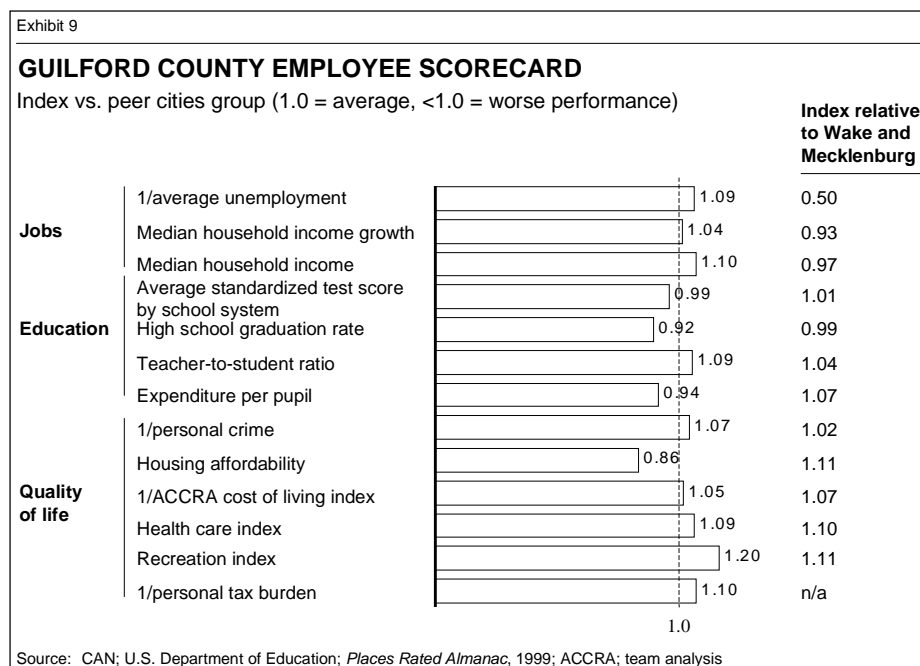 Exhibit 9
GUILFORD COUNTY EMPLOYEE SCORECARD
Index vs. peer cities group (1.0 = average, <1.0 = worse performance)
Index relative
to Wake and
Mecklenburg
Jobs
1/average unemployment 1.09 0.50
Median household income growth 1.04 0.93
Median household income 1.10 0.97
Education
Average standardized test score
by school system 0.99 1.01
High school graduation rate 0.92 0.99
Teacher-to-student ratio 1.09 1.04
Expenditure per pupil 0.94 1.07
Quality
of life
1/personal crime 1.07 1.02
Housing affordability 0.86 1.11
1/ACCRA cost of living index 1.05 1.07
Health care index 1.09 1.10
Recreation index 1.20 1.11
1/personal tax burden 1.10 n/a
1.0
Source: CAN; U.S. Department of Education; Places Rated Almanac, 1999; ACCRA; team analysis